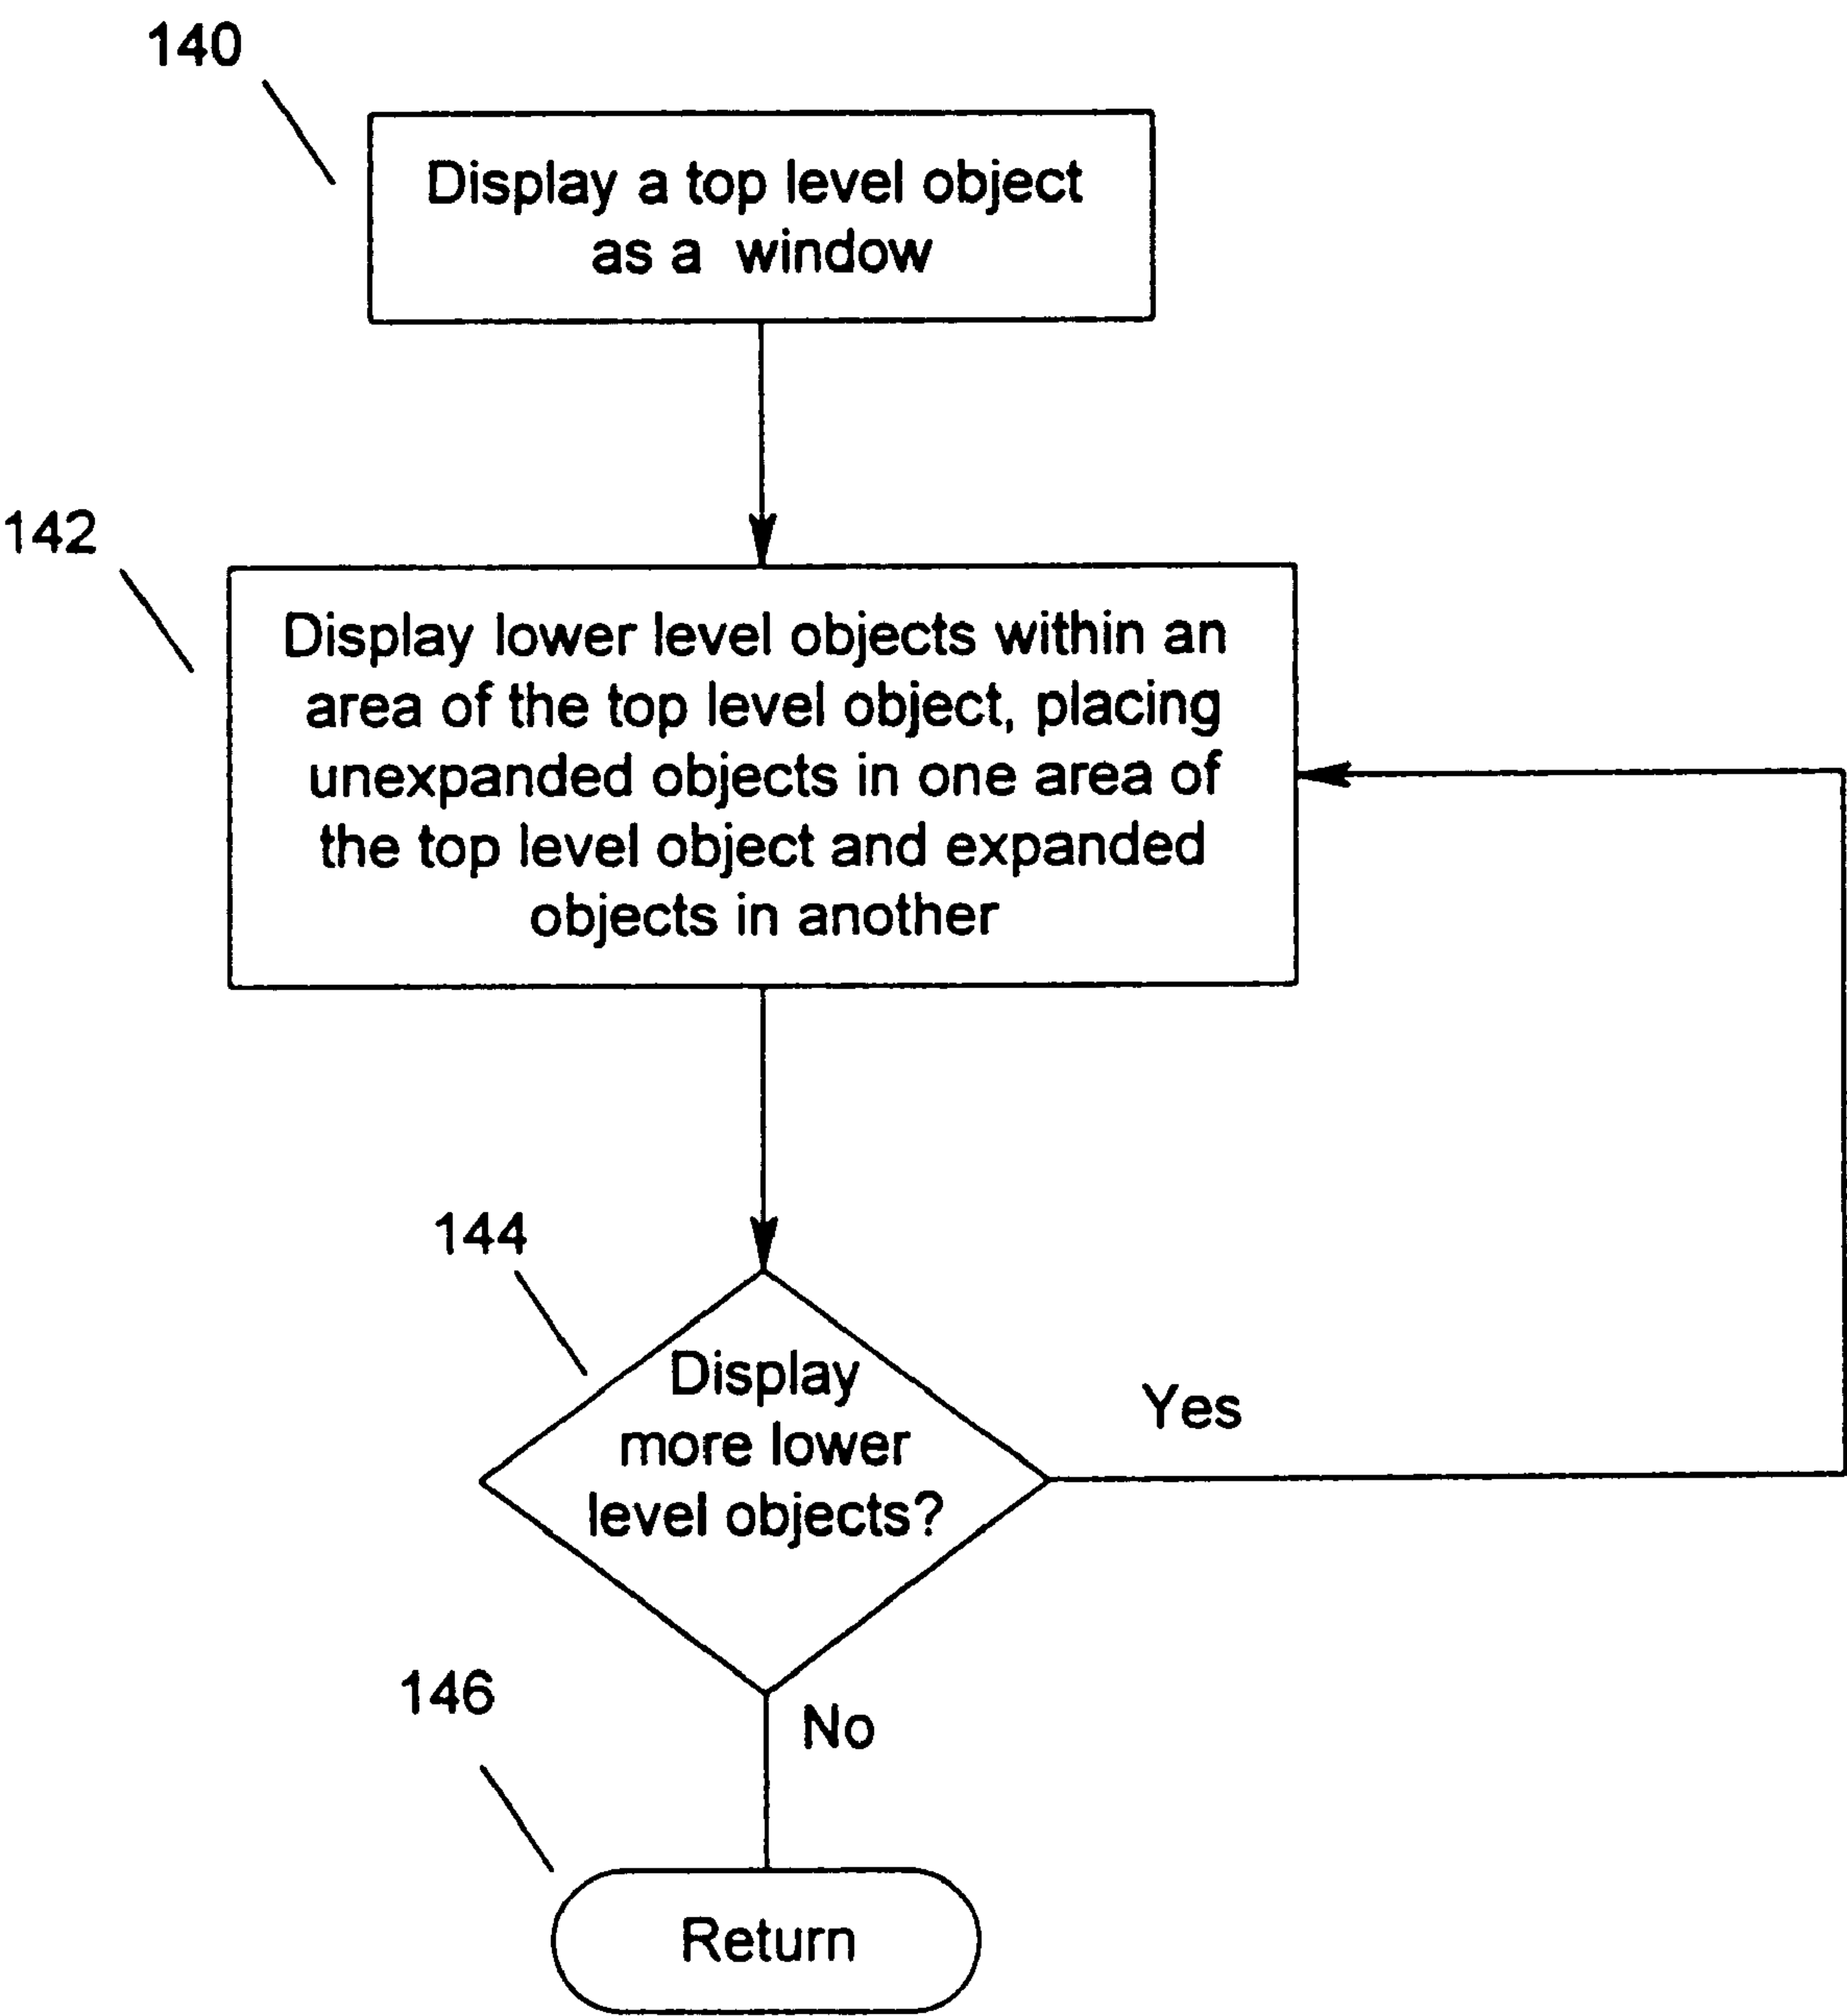 140
Display a top level object
as a window
142
Display lower level objects within an
area of the top level object, placing
unexpanded objects in one area of
the top level object and expanded
objects in another
144
Display
more lower
level objects?
Yes
146
No
Return